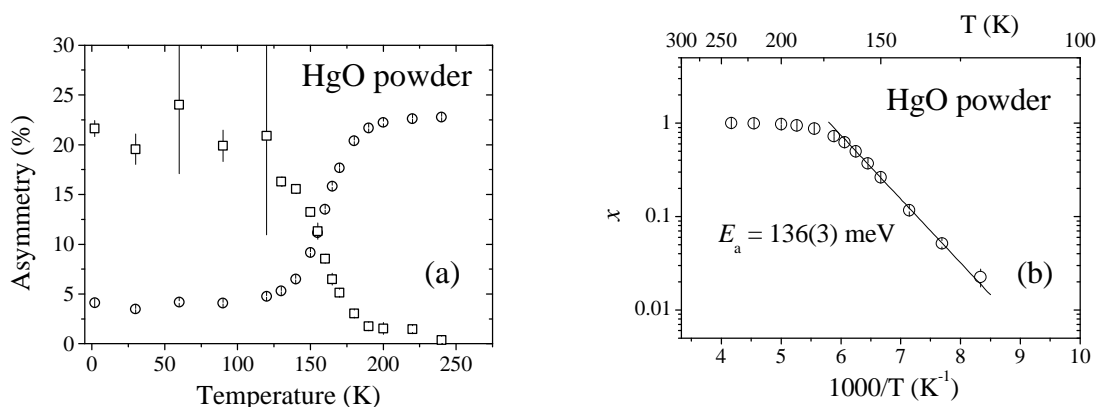 30
25
20
15
10
5
0
Asymmetry (%)
HgO powder
(a)
0 50 100 150 200 250
Temperature (K)
T (K)
300 250 200 150 100
HgO powder
1
0.1
0.01
x
Eₐ = 136(3) meV
(b)
4 5 6 7 8 9 10
1000/T (K⁻¹)